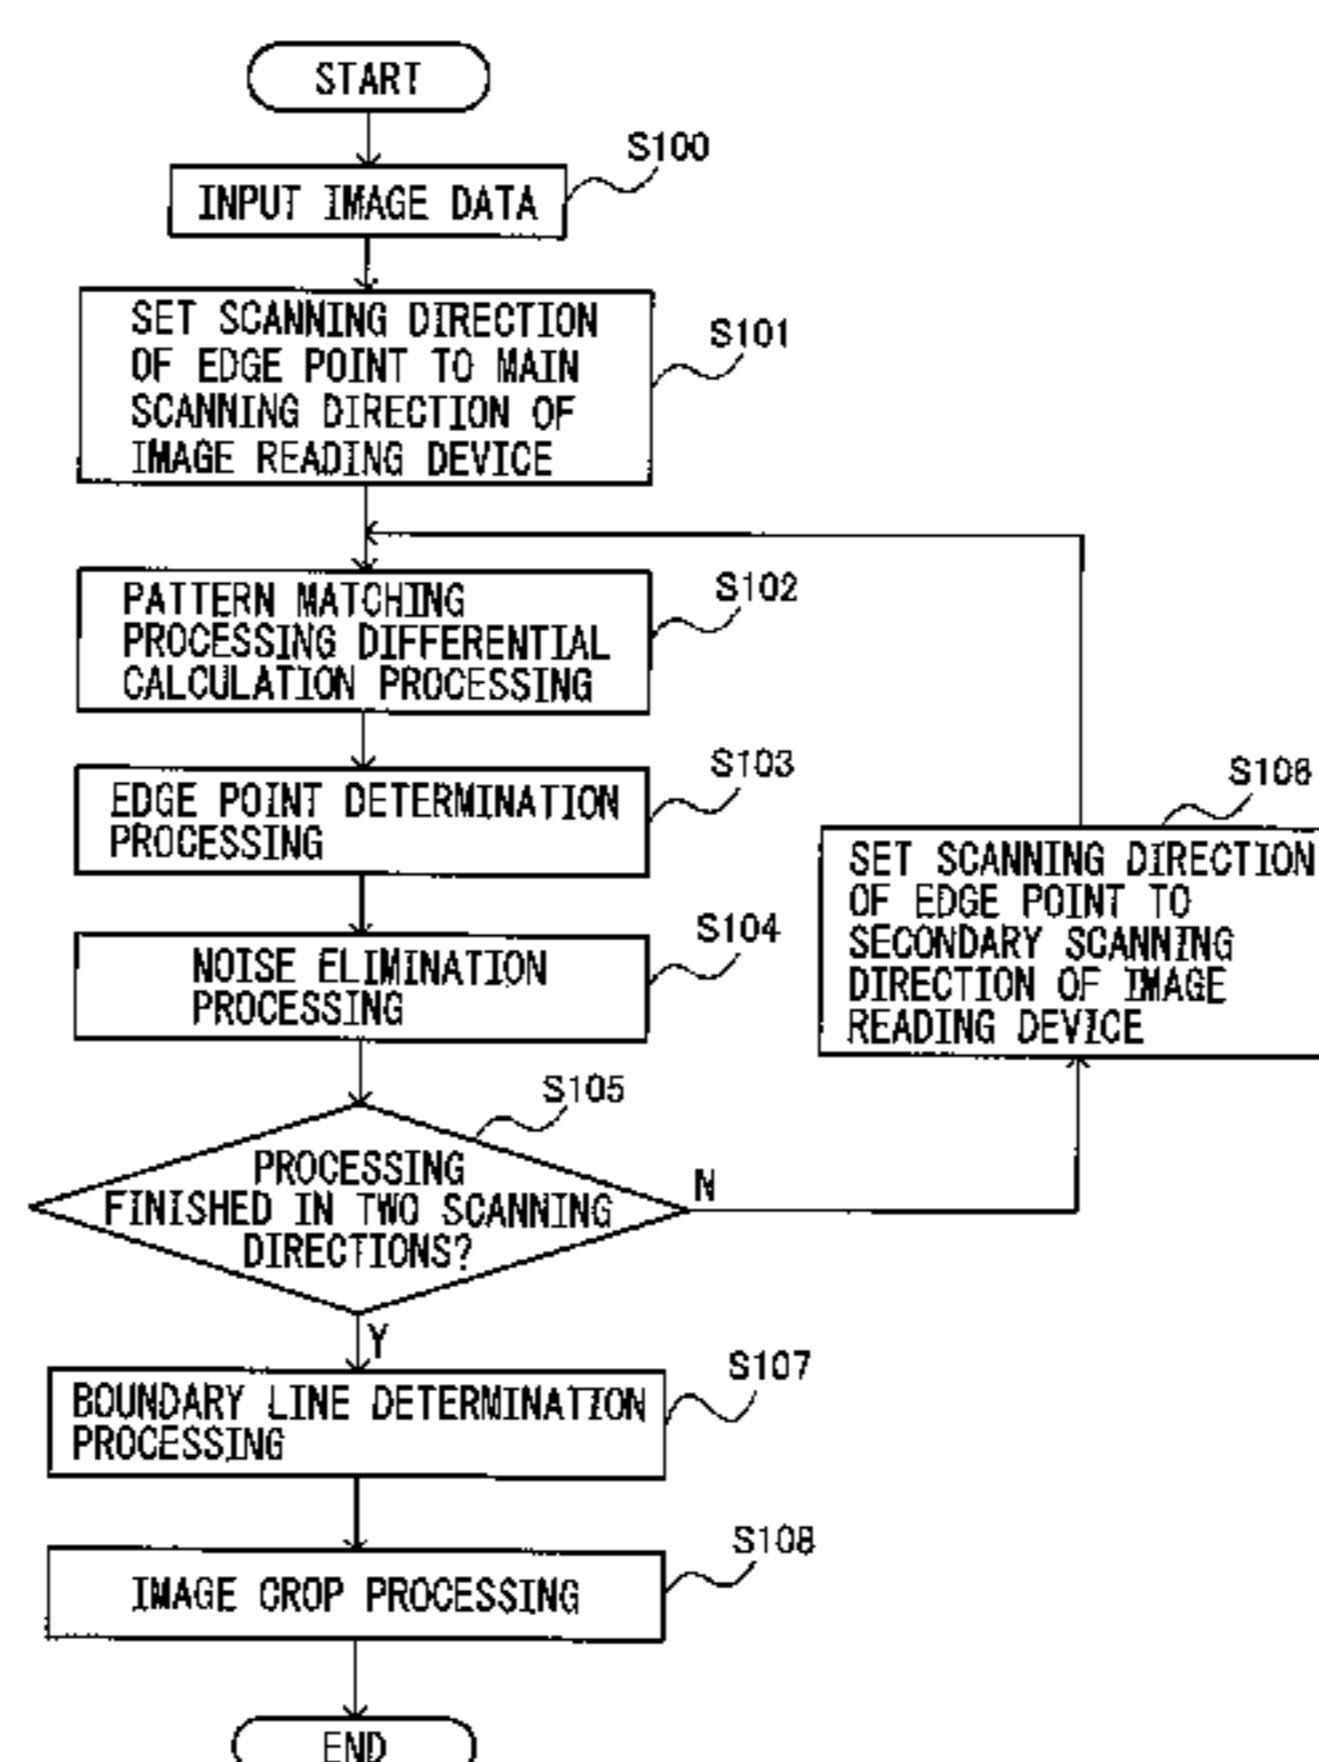 START
S100
INPUT IMAGE DATA
S101
SET SCANNING DIRECTION
OF EDGE POINT TO MAIN
SCANNING DIRECTION OF
IMAGE READING DEVICE
S102
PATTERN MATCHING
PROCESSING DIFFERENTIAL
CALCULATION PROCESSING
S103
EDGE POINT DETERMINATION
PROCESSING
S106
SET SCANNING DIRECTION
OF EDGE POINT TO
SECONDARY SCANNING
DIRECTION OF IMAGE
READING DEVICE
S104
NOISE ELIMINATION
PROCESSING
S105
PROCESSING
FINISHED IN TWO SCANNING
DIRECTIONS?
N
Y
S107
BOUNDARY LINE DETERMINATION
PROCESSING
S108
IMAGE CROP PROCESSING
END